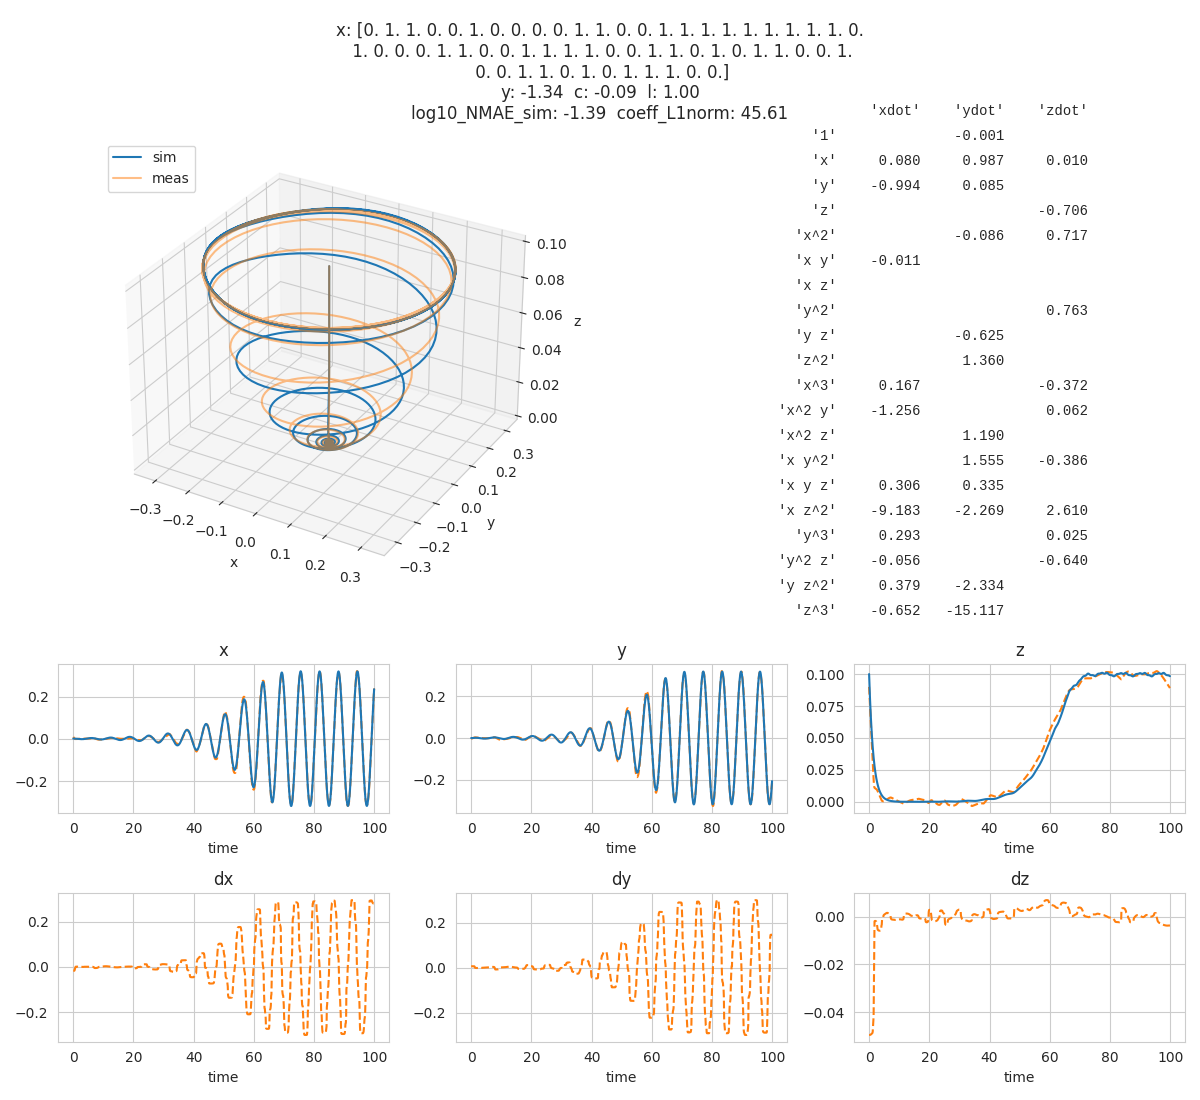 x: [0. 1. 1. 0. 0. 1. 0. 0. 0. 0. 1. 1. 0. 0. 1. 1. 1. 1. 1. 1. 1. 1. 1. 0.
1. 0. 0. 0. 1. 1. 0. 0. 1. 1. 1. 1. 0. 0. 1. 1. 0. 1. 0. 1. 1. 0. 0. 1.
0. 0. 1. 1. 0. 1. 0. 1. 1. 1. 0. 0.]
y: -1.34  c: -0.09  l: 1.00
log10_NMAE_sim: -1.39  coeff_L1norm: 45.61
'xdot' 'ydot' 'zdot'
'1' -0.001
'x' 0.080 0.987 0.010
'y' -0.994 0.085
'z' -0.706
'x^2' -0.086 0.717
'x y' -0.011
'x z'
'y^2' 0.763
'y z' -0.625
'z^2' 1.360
'x^3' 0.167 -0.372
'x^2 y' -1.256 0.062
'x^2 z' 1.190
'x y^2' 1.555 -0.386
'x y z' 0.306 0.335
'x z^2' -9.183 -2.269 2.610
'y^3' 0.293 0.025
'y^2 z' -0.056 -0.640
'y z^2' 0.379 -2.334
'z^3' -0.652 -15.117
sim
meas
0.10
0.08
0.06
0.04
0.02
0.00
z
−0.3
−0.2
−0.1
0.0
0.1
0.2
0.3
x
−0.3
−0.2
−0.1
0.0
0.1
0.2
0.3
y
x
0.2
0.0
−0.2
0 20 40 60 80 100
time
y
0.2
0.0
−0.2
0 20 40 60 80 100
time
z
0.100
0.075
0.050
0.025
0.000
0 20 40 60 80 100
time
dx
0.2
0.0
−0.2
0 20 40 60 80 100
time
dy
0.2
0.0
−0.2
0 20 40 60 80 100
time
dz
0.00
−0.02
−0.04
0 20 40 60 80 100
time